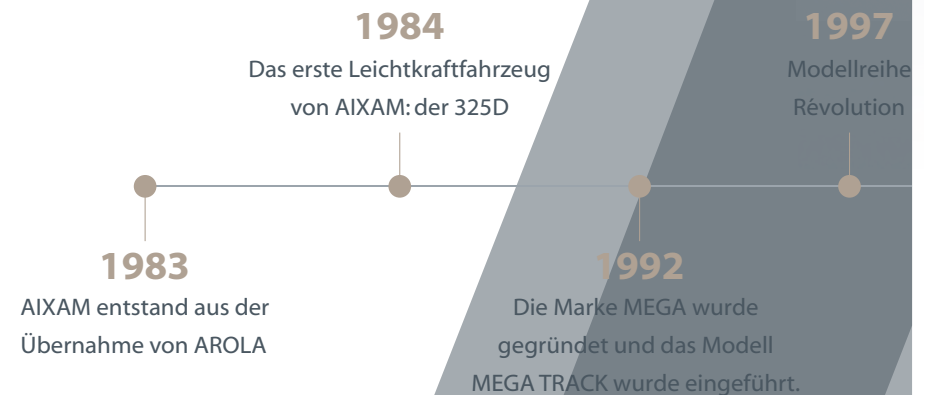 1984
Das erste Leichtkraftfahrzeug
von AIXAM: der 325D
1997
Modellreihe
Révolution
1983
AIXAM entstand aus der
Übernahme von AROLA
1992
Die Marke MEGA wurde
gegründet und das Modell
MEGA TRACK wurde eingeführt.